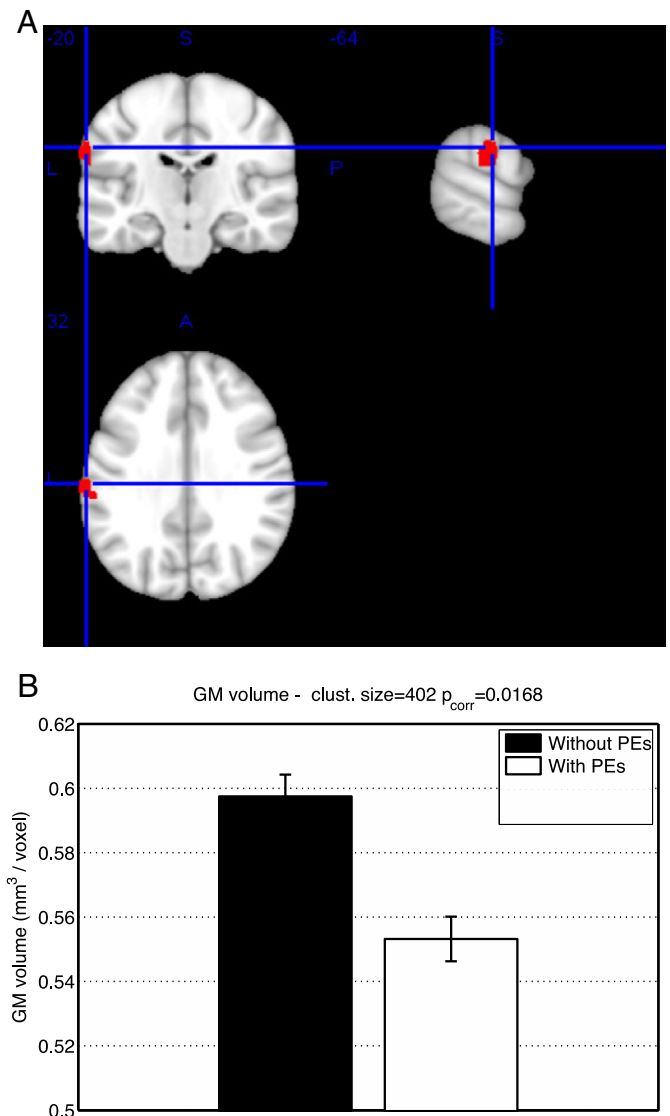 A
-20 S -64 S
L P
32 A
L
B
GM volume - clust. size=402 p_corr=0.0168
0.62
0.6
0.58
0.56
0.54
0.52
0.5
GM volume (mm³ / voxel)
Without PEs
With PEs